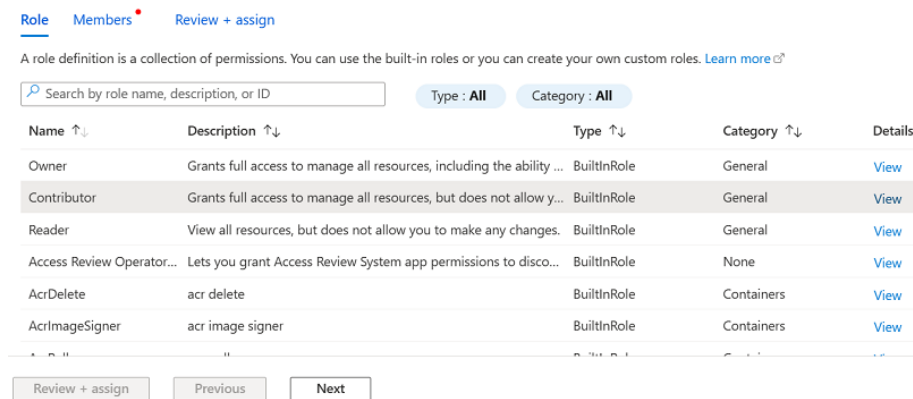 Role Members Review + assign
A role definition is a collection of permissions. You can use the built-in roles or you can create your own custom roles. Learn more
Search by role name, description, or ID Type : All Category : All
Name ↑↓ Description ↑↓ Type ↑↓ Category ↑↓ Details
Owner Grants full access to manage all resources, including the ability ... BuiltInRole General View
Contributor Grants full access to manage all resources, but does not allow y... BuiltInRole General View
Reader View all resources, but does not allow you to make any changes. BuiltInRole General View
Access Review Operator... Lets you grant Access Review System app permissions to disco... BuiltInRole None View
AcrDelete acr delete BuiltInRole Containers View
AcrImageSigner acr image signer BuiltInRole Containers View
Review + assign Previous Next